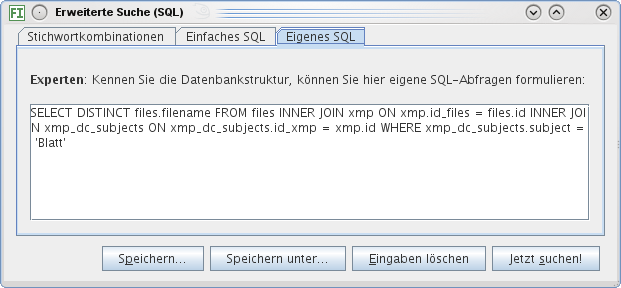 FI Erweiterte Suche (SQL)
Stichwortkombinationen Einfaches SQL Eigenes SQL
Experten: Kennen Sie die Datenbankstruktur, können Sie hier eigene SQL-Abfragen formulieren:
SELECT DISTINCT files.filename FROM files INNER JOIN xmp ON xmp.id_files = files.id INNER JOI
N xmp_dc_subjects ON xmp_dc_subjects.id_xmp = xmp.id WHERE xmp_dc_subjects.subject =
'Blatt'
Speichern... Speichern unter... Eingaben löschen Jetzt suchen!